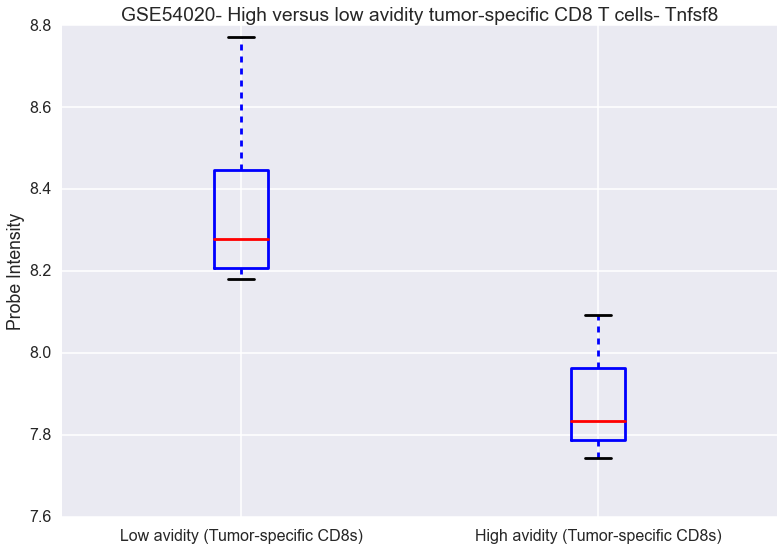 GSE54020- High versus low avidity tumor-specific CD8 T cells- Tnfsf8
8.8
8.6
8.4
8.2
8.0
7.8
7.6
Probe Intensity
Low avidity (Tumor-specific CD8s)
High avidity (Tumor-specific CD8s)